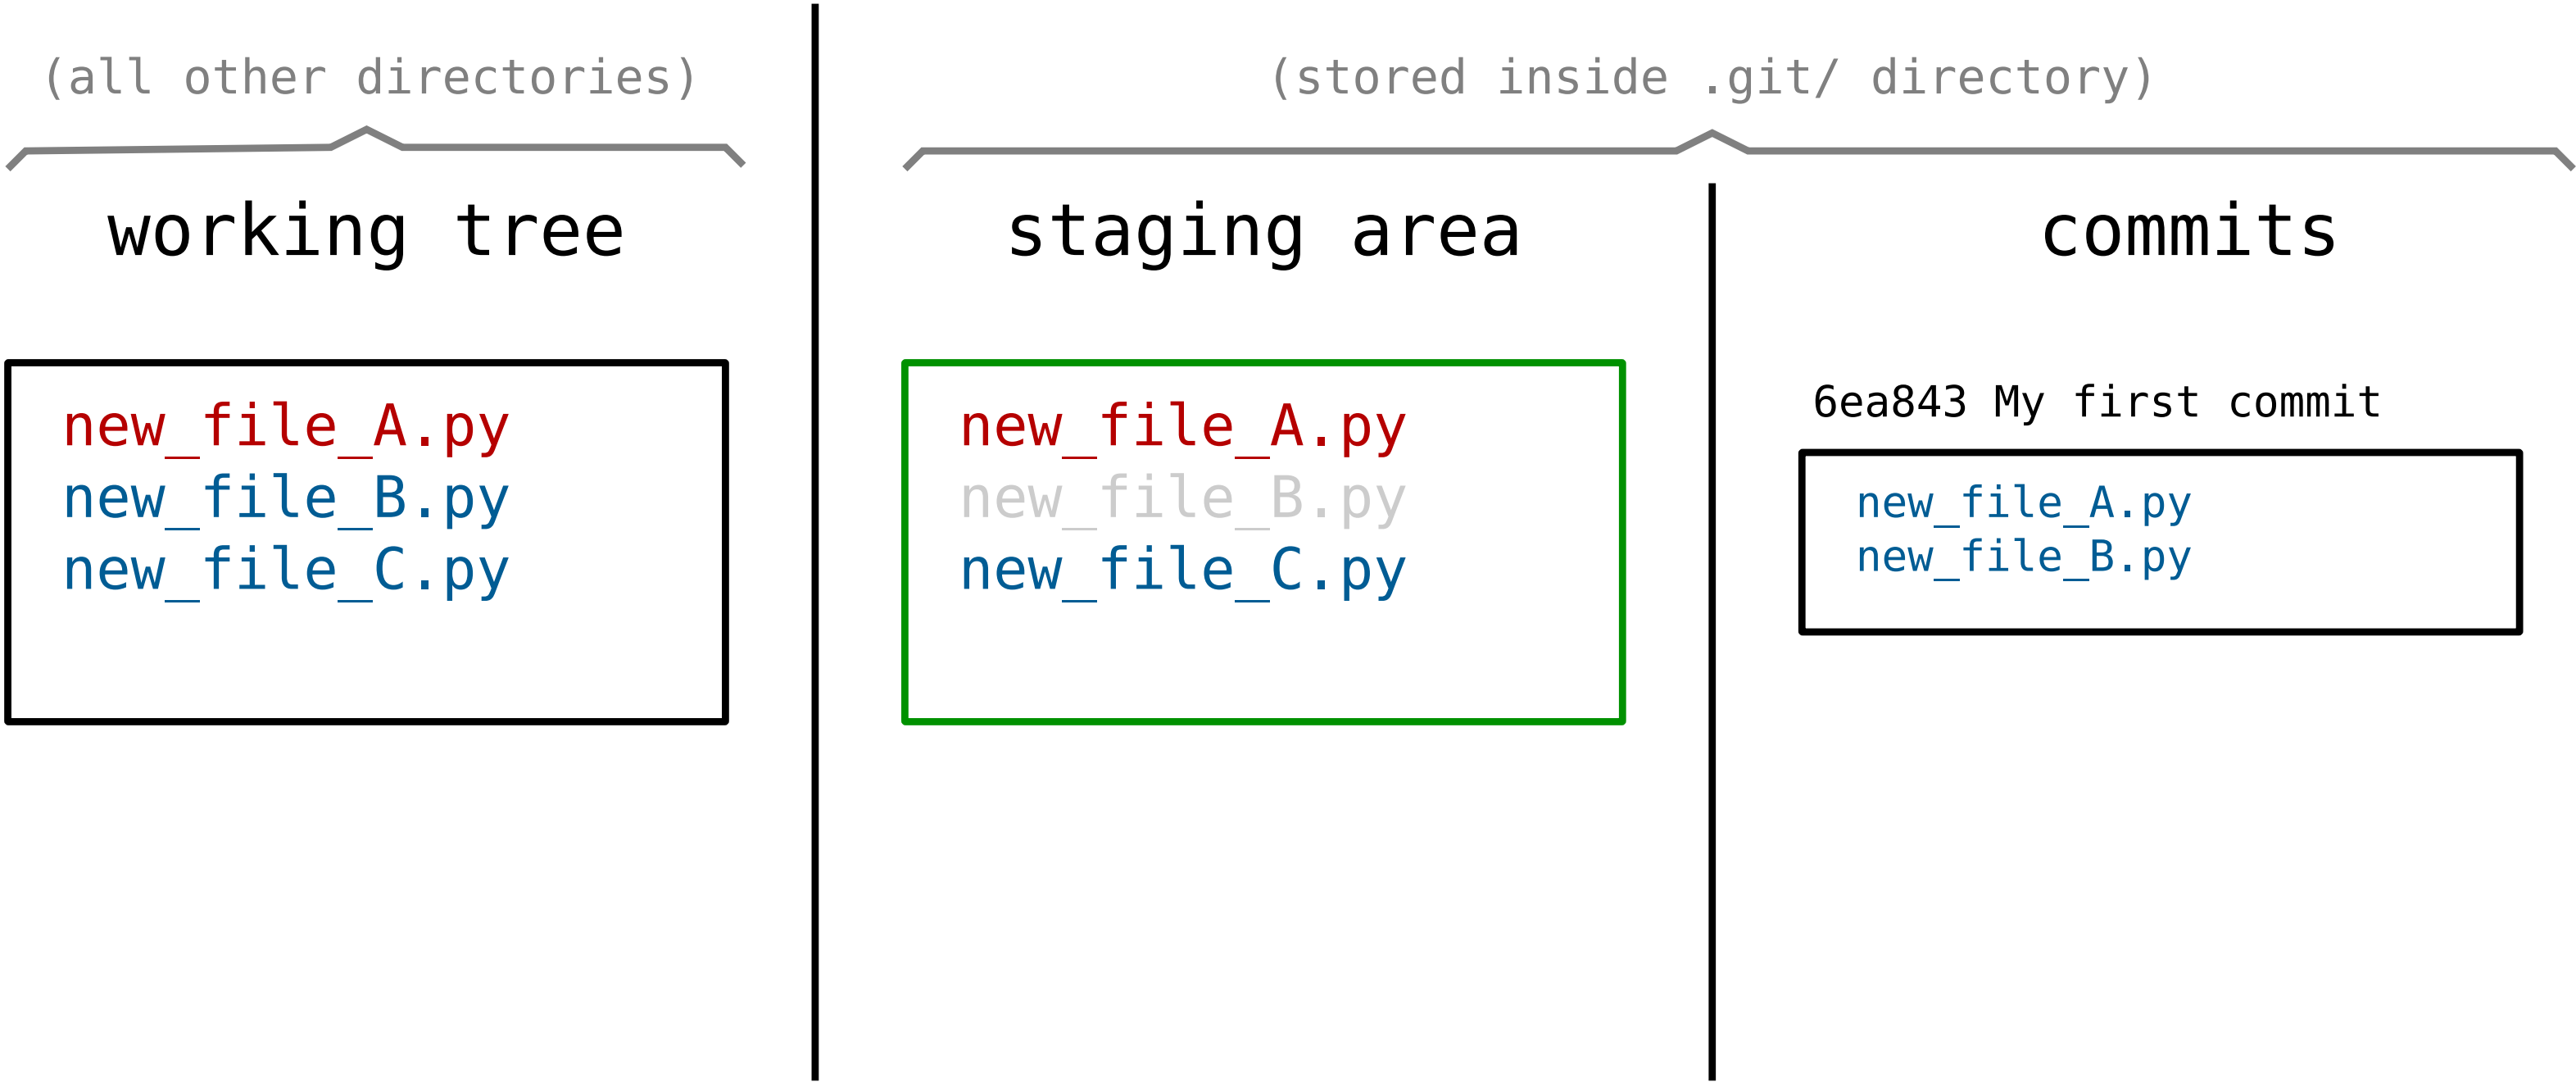 (all other directories)
(stored inside .git/ directory)
working tree
staging area
commits
new_file_A.py
new_file_B.py
new_file_C.py
new_file_A.py
new_file_B.py
new_file_C.py
6ea843 My first commit
new_file_A.py
new_file_B.py